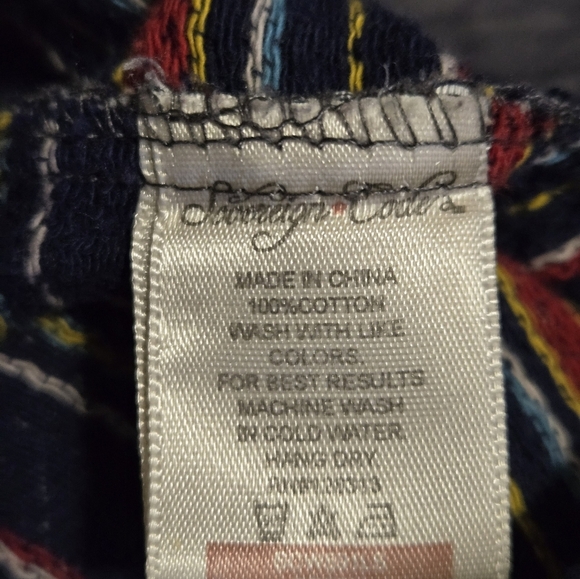 Sovereign Code
MADE IN CHINA
100%COTTON
WASH WITH LIKE
COLORS
FOR BEST RESULTS
MACHINE WASH
IN COLD WATER
HANG DRY